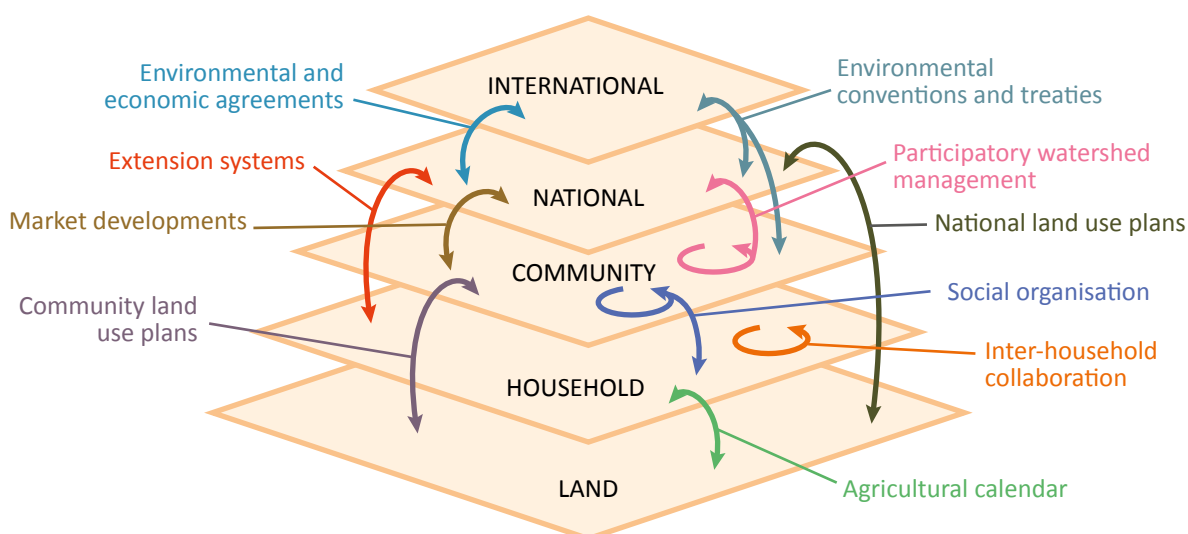 INTERNATIONAL
NATIONAL
COMMUNITY
HOUSEHOLD
LAND
Environmental and
economic agreements
Extension systems
Market developments
Community land
use plans
Environmental
conventions and treaties
Participatory watershed
management
National land use plans
Social organisation
Inter-household
collaboration
Agricultural calendar